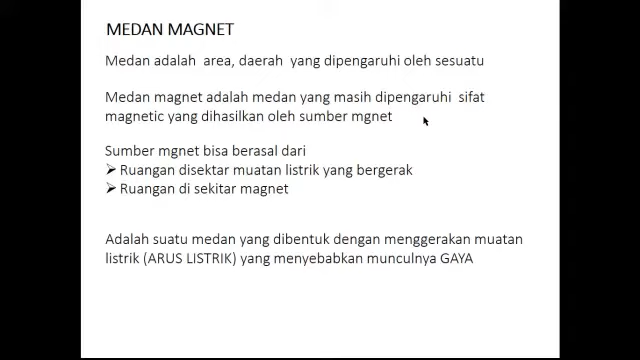 MEDAN MAGNET
Medan adalah area, daerah yang dipengaruhi oleh sesuatu
Medan magnet adalah medan yang masih dipengaruhi sifat
magnetic yang dihasilkan oleh sumber mgnet
Sumber mgnet bisa berasal dari
➢ Ruangan disektar muatan listrik yang bergerak
➢ Ruangan di sekitar magnet
Adalah suatu medan yang dibentuk dengan menggerakan muatan
listrik (ARUS LISTRIK) yang menyebabkan munculnya GAYA